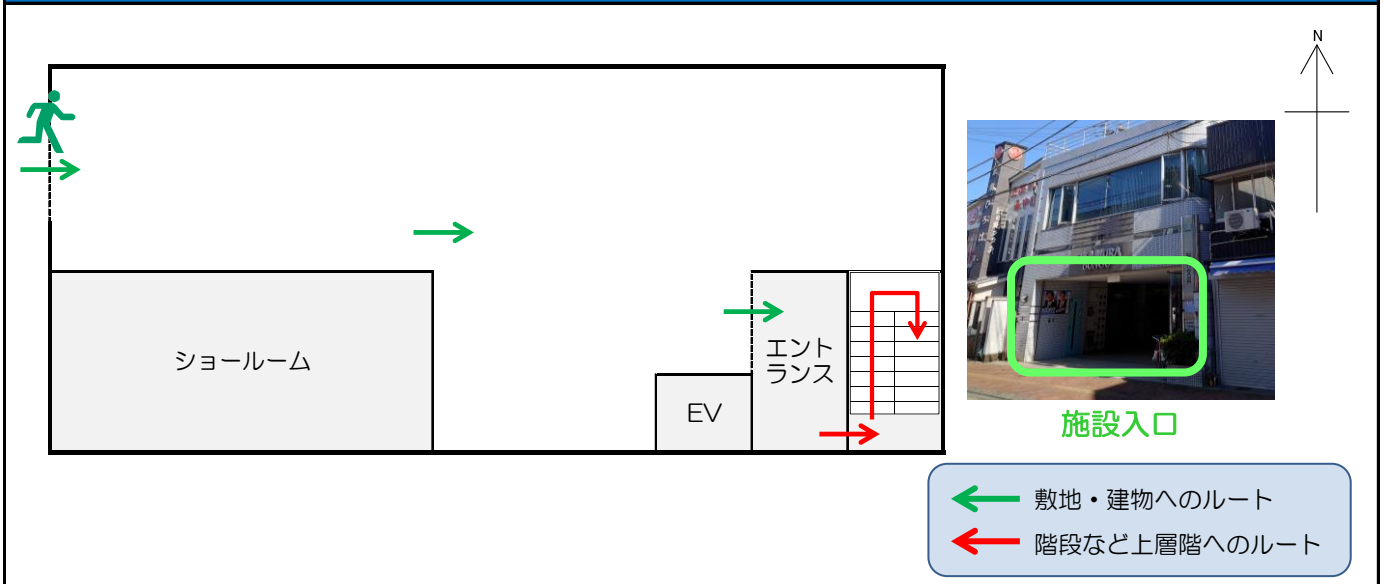 N
ショールーム
エント
ランス
EV
施設入口
敷地・建物へのルート
階段など上層階へのルート